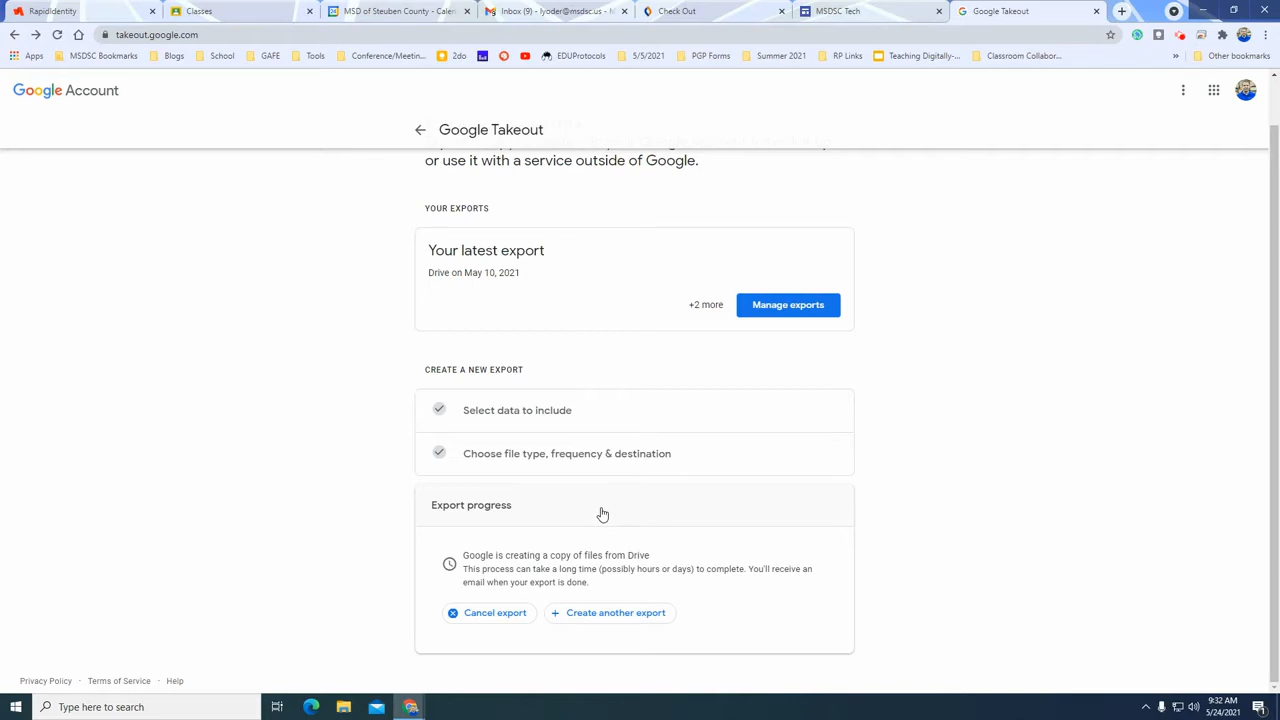 RapidIdentity
Classes
MSD of Steuben County - Calen
Inbox (9) - lyoder@msdsc.us - M
Check Out
MSDSC Tech
Google Takeout
takeout.google.com
Apps
MSDSC Bookmarks
Blogs
School
GAFE
Tools
Conference/Meetin...
2do
EDUProtocols
5/5/2021
PGP Forms
Summer 2021
RP Links
Teaching Digitally-...
Classroom Collabor...
»
Other bookmarks
Google Account
Google Takeout
or use it with a service outside of Google.
YOUR EXPORTS
Your latest export
Drive on May 10, 2021
+2 more
Manage exports
CREATE A NEW EXPORT
Select data to include
Choose file type, frequency & destination
Export progress
Google is creating a copy of files from Drive
This process can take a long time (possibly hours or days) to complete. You'll receive an
email when your export is done.
Cancel export
Create another export
Privacy Policy · Terms of Service · Help
Type here to search
9:32 AM
5/24/2021